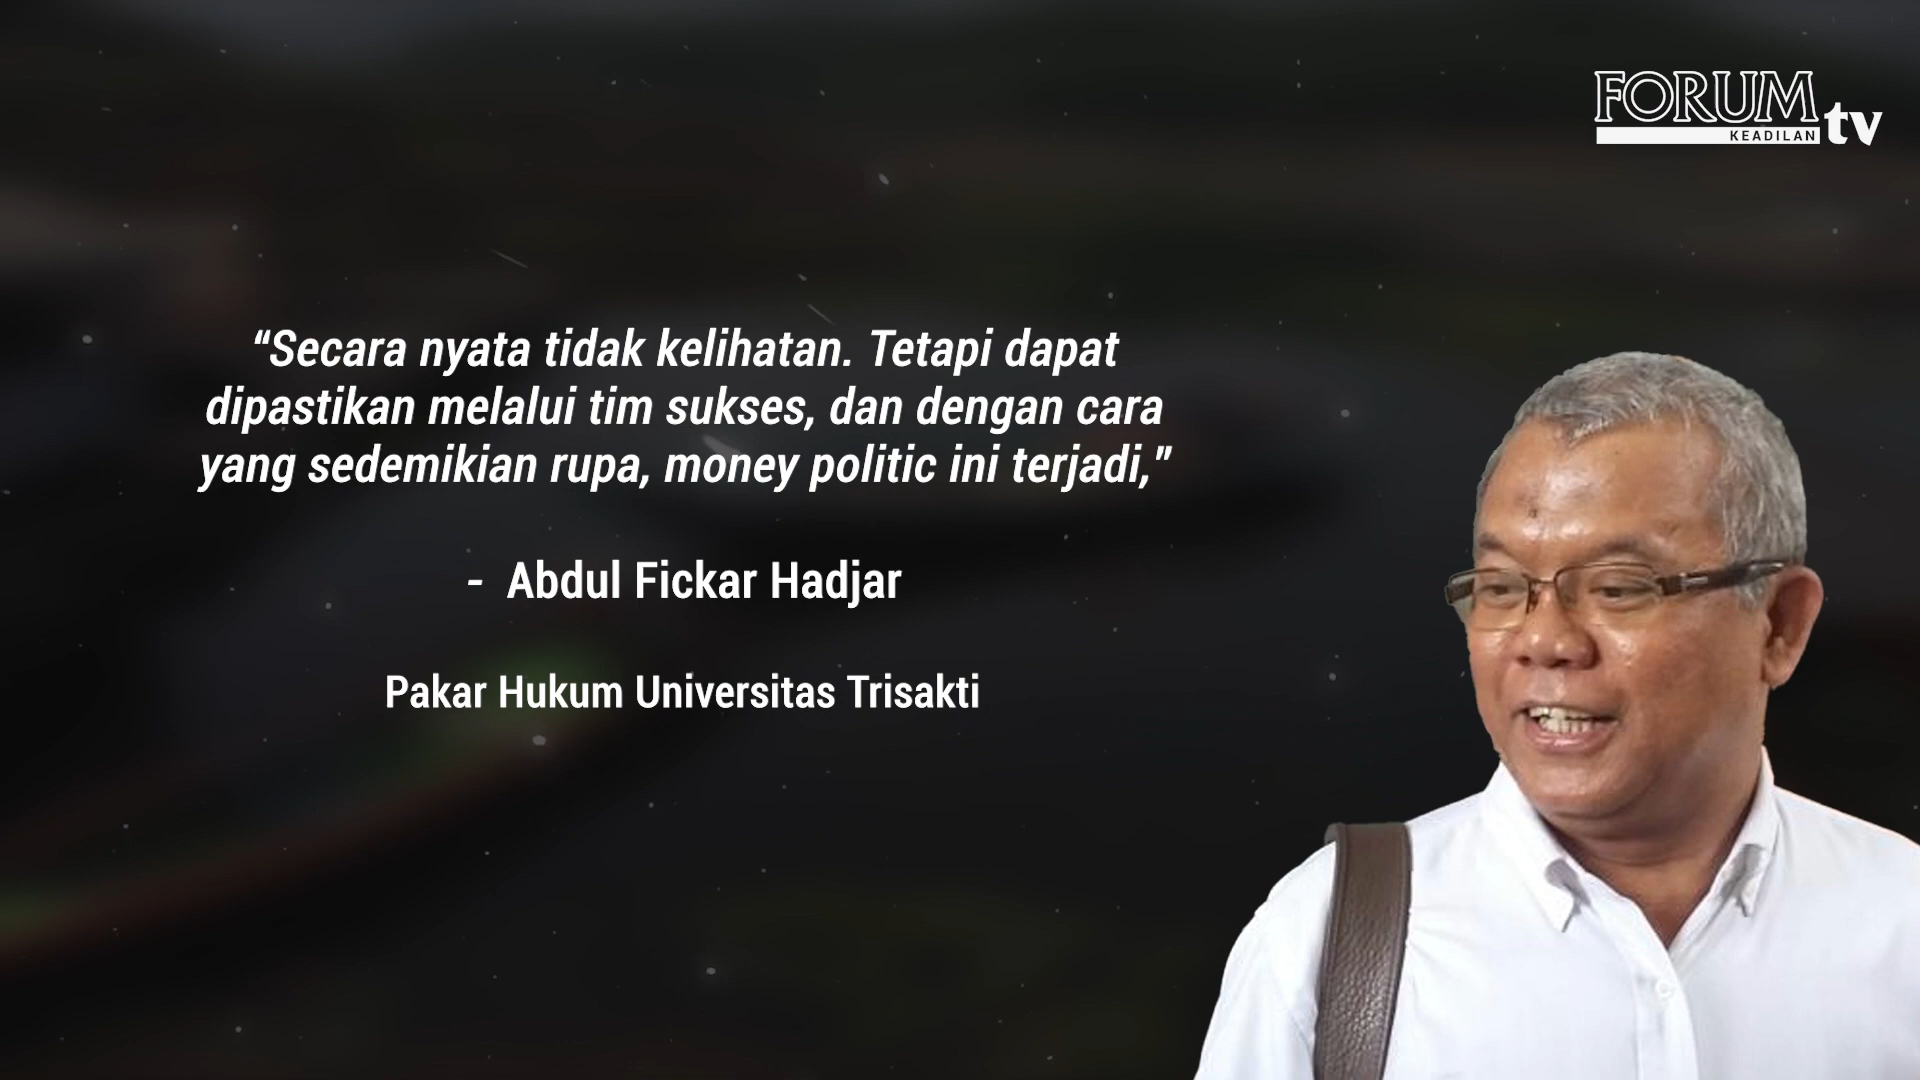 FORUM
KEADILAN
tv
“Secara nyata tidak kelihatan. Tetapi dapat
dipastikan melalui tim sukses, dan dengan cara
yang sedemikian rupa, money politic ini terjadi,”
- Abdul Fickar Hadjar
Pakar Hukum Universitas Trisakti